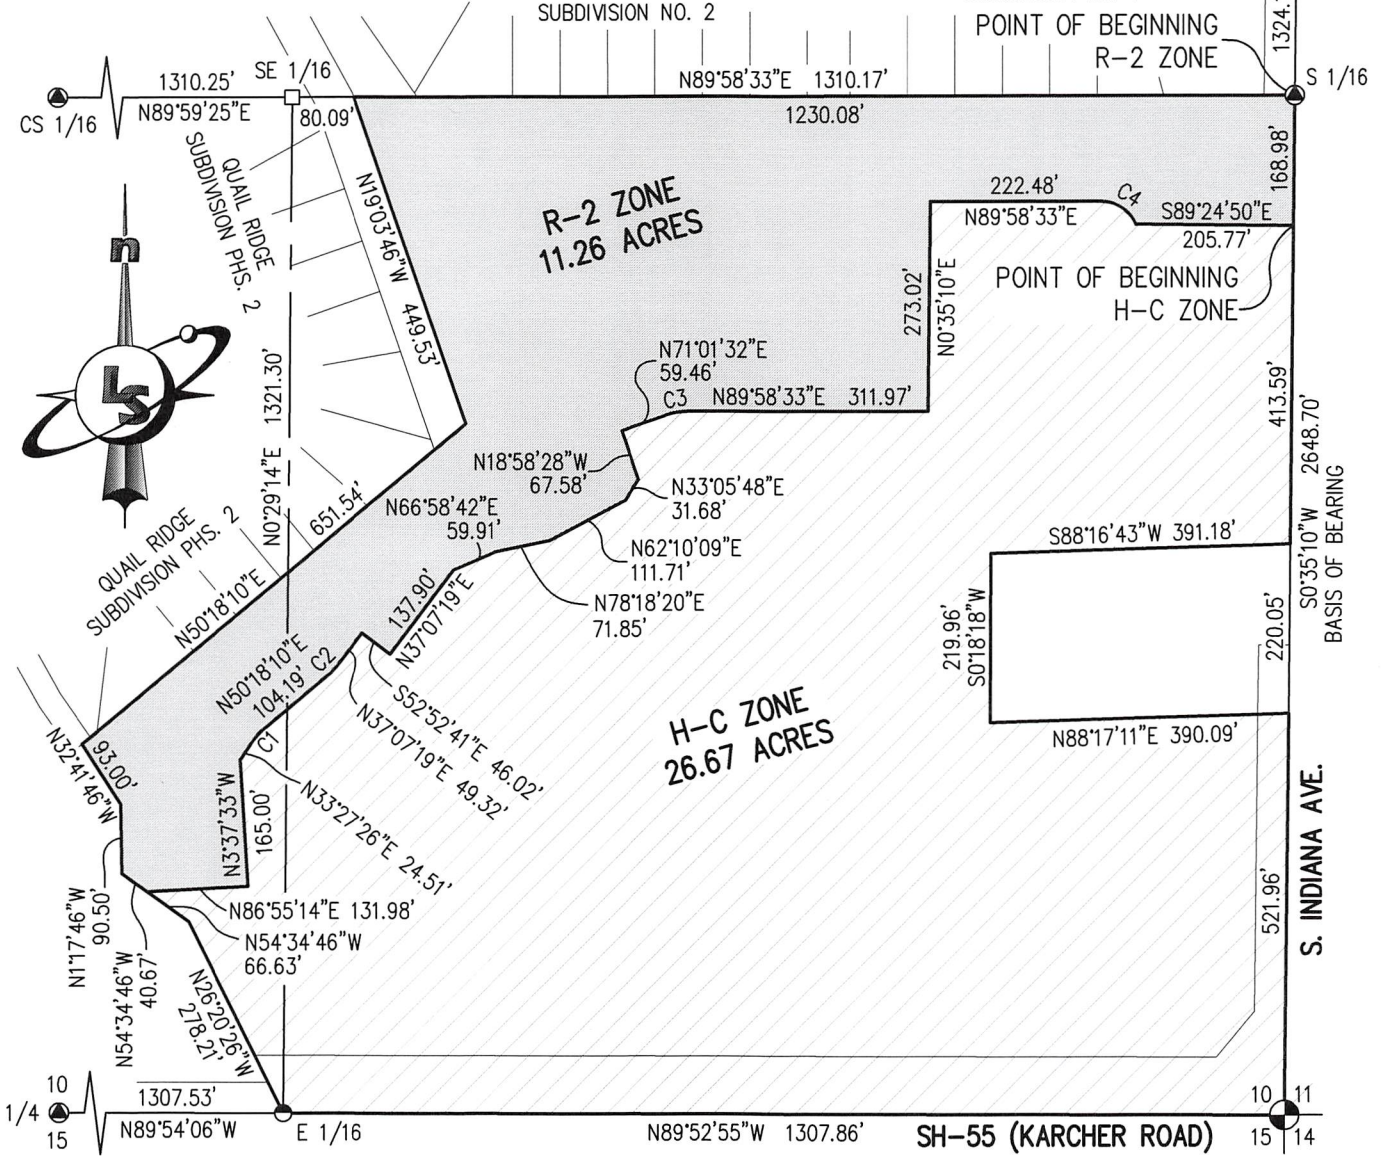 SUBDIVISION NO. 2
POINT OF BEGINNING
R-2 ZONE
S 1/16
CS 1/16
1310.25'
N89°59'25"E
SE 1/16
80.09'
N89°58'33"E 1310.17'
1230.08'
168.98'
QUAIL RIDGE
SUBDIVISION PHS. 2
N19°03'46"W 449.53'
R-2 ZONE
11.26 ACRES
222.48'
N89°58'33"E
C4
S89°24'50"E
205.77'
POINT OF BEGINNING
H-C ZONE
273.02'
N0°35'10"E
n
LS
N71°01'32"E
59.46'
C3
N89°58'33"E 311.97'
413.59'
S0°35'10"W 2648.70'
BASIS OF BEARING
N0°29'14"E 1321.30'
N18°58'28"W
67.58'
N33°05'48"E
31.68'
N66°58'42"E
59.91'
N62°10'09"E
111.71'
N78°18'20"E
71.85'
651.54'
N50°18'10"E
QUAIL RIDGE
SUBDIVISION PHS. 2
137.90'
N37°07'19"E
S88°16'43"W 391.18'
219.96'
S0°18'18"W
220.05'
N88°17'11"E 390.09'
N50°18'10"E
104.19'
C2
C1
S52°52'41"E 46.02'
N37°07'19"E 49.32'
N33°27'26"E 24.51'
H-C ZONE
26.67 ACRES
93.00'
N32°41'46"W
N3°37'33"W
165.00'
N1°17'46"W
90.50'
N86°55'14"E 131.98'
N54°34'46"W
66.63'
N54°34'46"W
40.67'
N26°20'26"W
278.21'
521.96'
S. INDIANA AVE.
10
1/4
15
1307.53'
N89°54'06"W
E 1/16
N89°52'55"W 1307.86'
SH-55 (KARCHER ROAD)
10 11
15 14